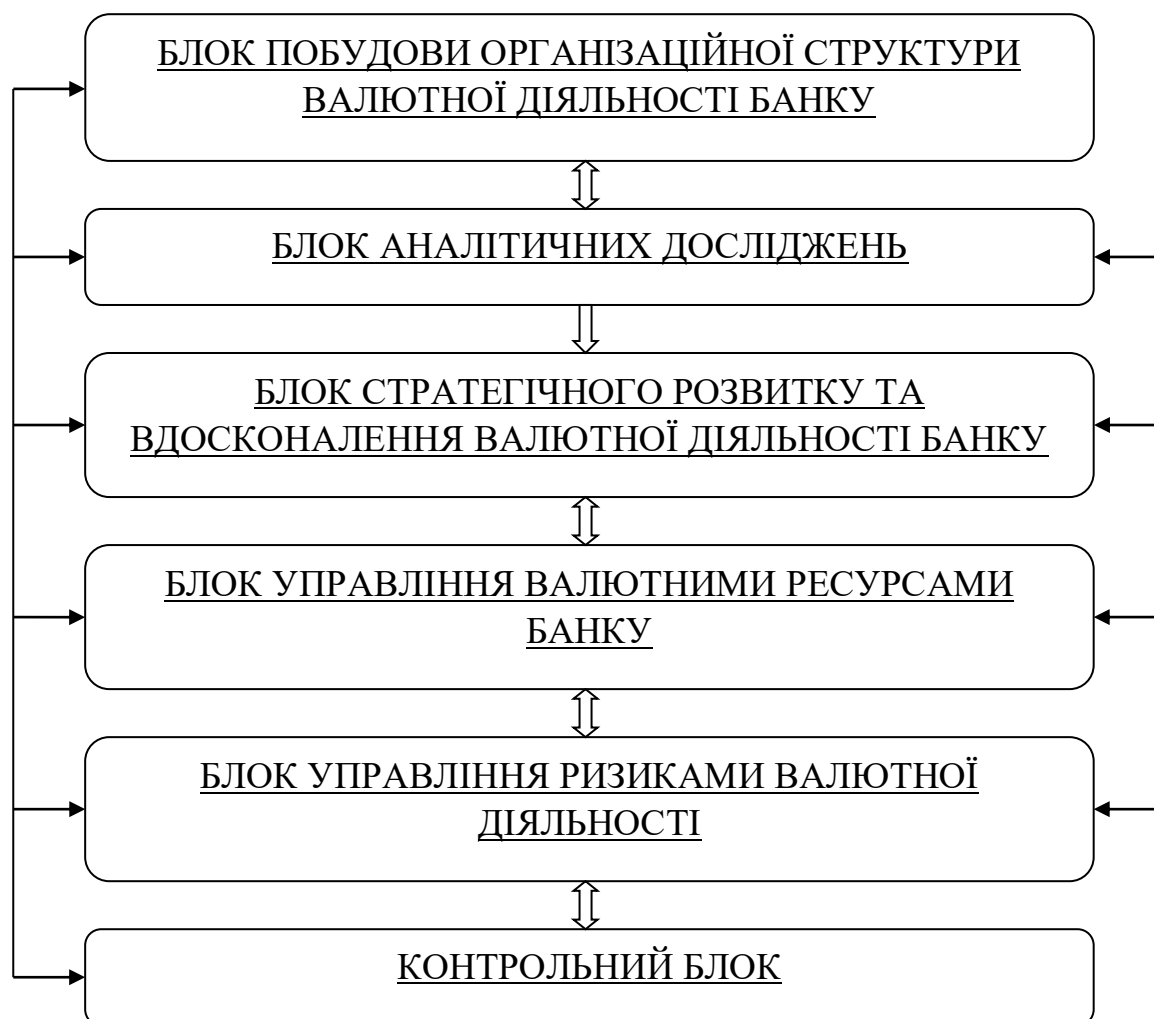 БЛОК ПОБУДОВИ ОРГАНІЗАЦІЙНОЇ СТРУКТУРИ
ВАЛЮТНОЇ ДІЯЛЬНОСТІ БАНКУ
БЛОК АНАЛІТИЧНИХ ДОСЛІДЖЕНЬ
БЛОК СТРАТЕГІЧНОГО РОЗВИТКУ ТА
ВДОСКОНАЛЕННЯ ВАЛЮТНОЇ ДІЯЛЬНОСТІ БАНКУ
БЛОК УПРАВЛІННЯ ВАЛЮТНИМИ РЕСУРСАМИ
БАНКУ
БЛОК УПРАВЛІННЯ РИЗИКАМИ ВАЛЮТНОЇ
ДІЯЛЬНОСТІ
КОНТРОЛЬНИЙ БЛОК